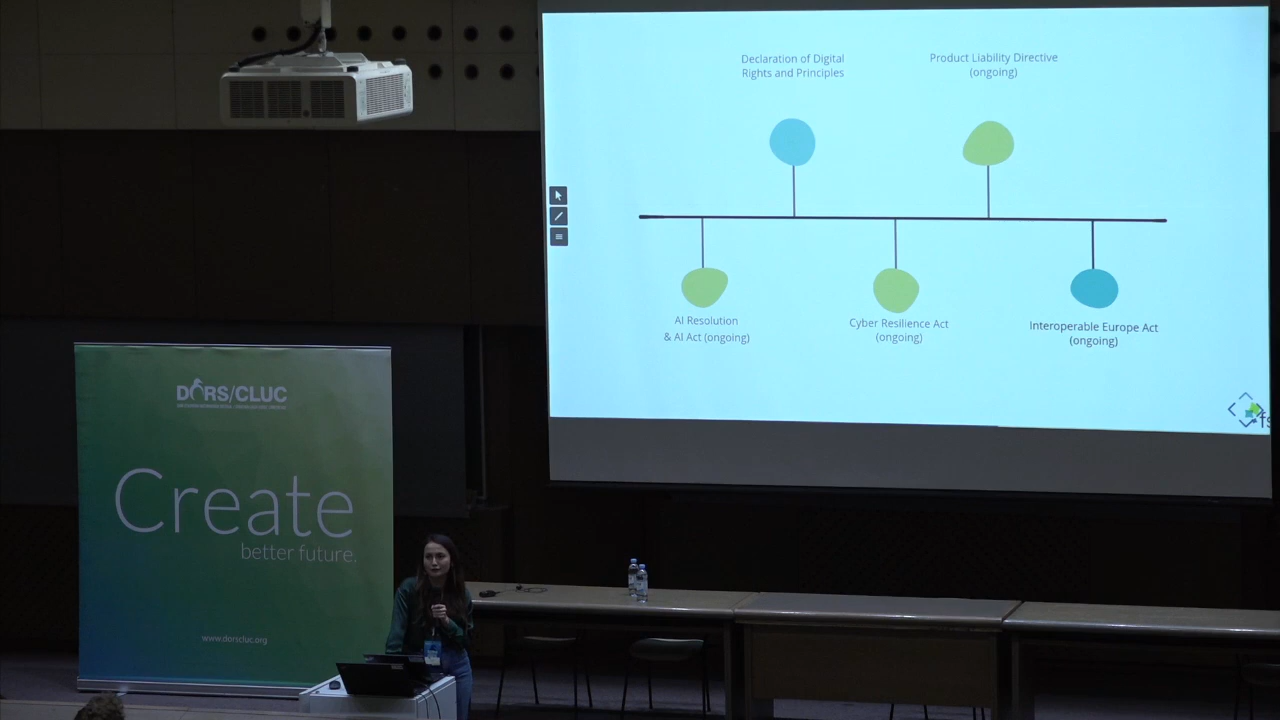 Declaration of Digital
Rights and Principles
Product Liability Directive
(ongoing)
AI Resolution
& AI Act (ongoing)
Cyber Resilience Act
(ongoing)
Interoperable Europe Act
(ongoing)
DORS/CLUC
Create
better future.
www.dorscluc.org